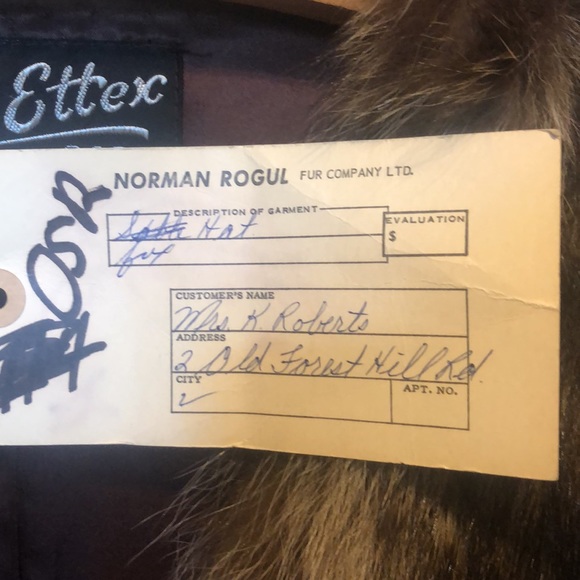 Ettex
NORMAN ROGUL FUR COMPANY LTD.
DESCRIPTION OF GARMENT
Hat
fox
EVALUATION
$
CUSTOMER'S NAME
Mrs K. Roberts
ADDRESS
2 Old Forest Hill Rd.
CITY
APT. NO.